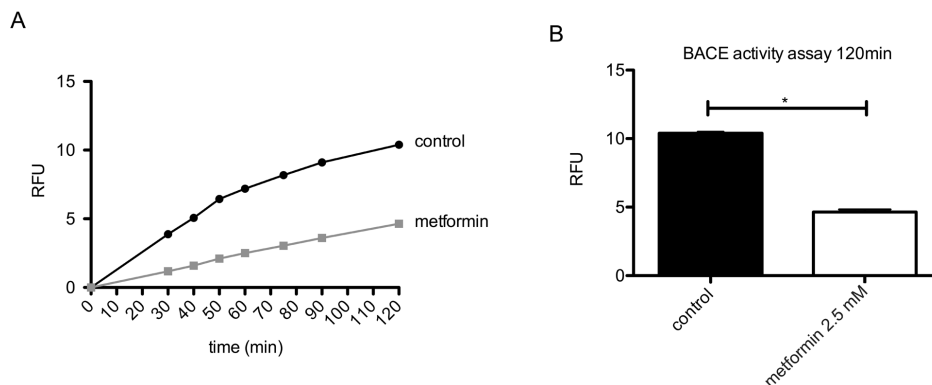 A
15
10
5
0
RFU
control
metformin
0 10 20 30 40 50 60 70 80 90 100 110 120
time (min)
B
BACE activity assay 120min
15
10
5
0
RFU
*
control
metformin 2.5 mM